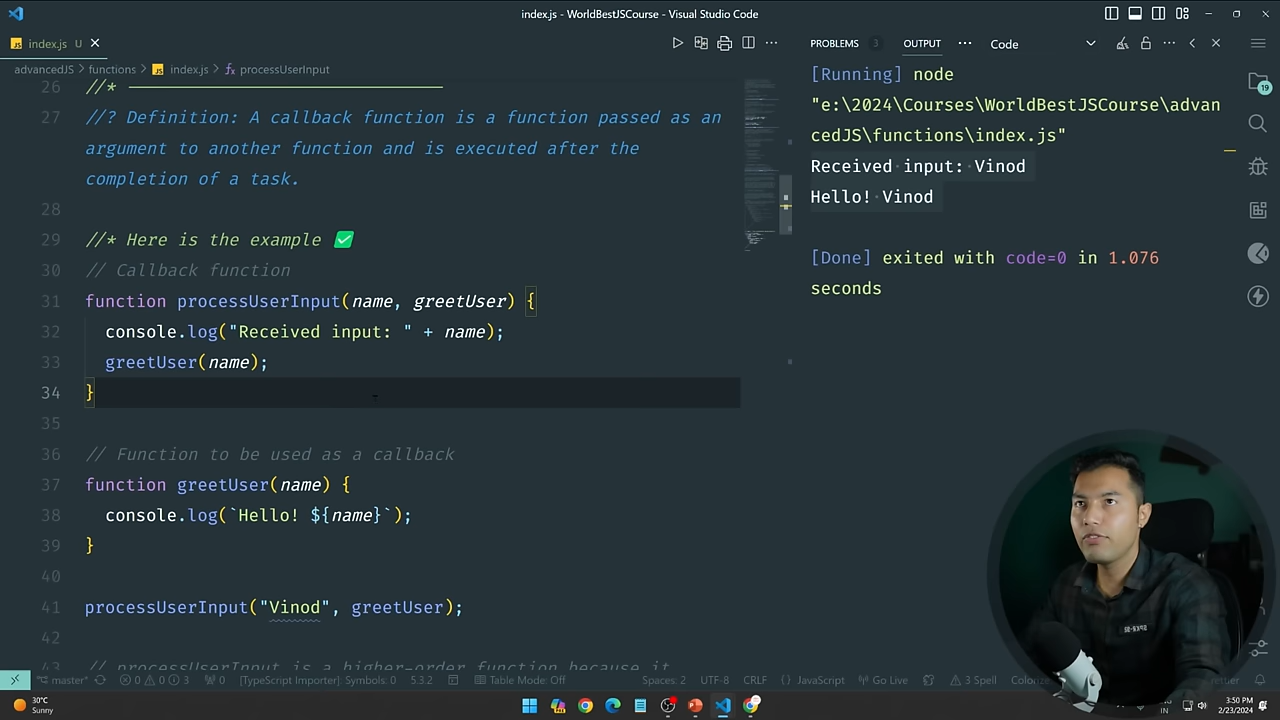 index.js - WorldBestJSCourse - Visual Studio Code
index.js U
PROBLEMS 3 OUTPUT ... Code
advancedJS > functions > index.js > processUserInput
26 //* ————————————————
27 //? Definition: A callback function is a function passed as an
argument to another function and is executed after the
completion of a task.
28
29 //* Here is the example ✅
30 // Callback function
31 function processUserInput(name, greetUser) {
32 console.log("Received input: " + name);
33 greetUser(name);
34 }
35
36 // Function to be used as a callback
37 function greetUser(name) {
38 console.log(`Hello! ${name}`);
39 }
40
41 processUserInput("Vinod", greetUser);
42
43 // processUserInput is a higher-order function because it
[Running] node
"e:\2024\Courses\WorldBestJSCourse\advan
cedJS\functions\index.js"
Received input: Vinod
Hello! Vinod
[Done] exited with code=0 in 1.076
seconds
19
master* 0 0 3 0 [TypeScript Importer] Symbols: 0 5.3.2 Table Mode: Off Spaces: 2 UTF-8 CRLF JavaScript Go Live 3 Spell
30°C
Sunny
IN
3:50 PM
2/23/2024